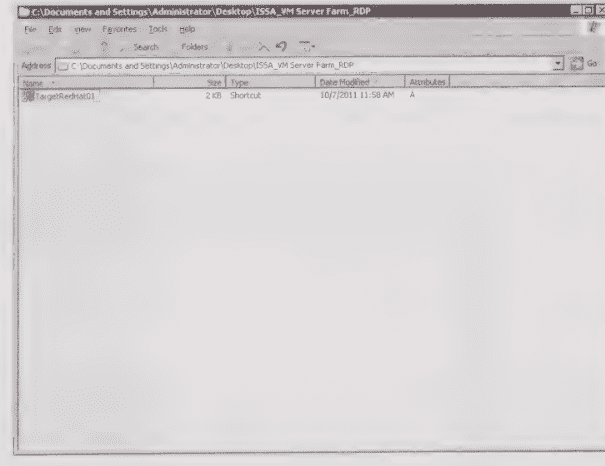 C:\Documents and Settings\Administrator\Desktop\ISSA_VM Server Farm_RDP
File Edit View Favorites Tools Help
Search Folders
Address C:\Documents and Settings\Administrator\Desktop\ISSA_VM Server Farm_RDP Go
Name Size Type Date Modified Attributes
TargetRedHat01 2 KB Shortcut 10/7/2011 11:58 AM A